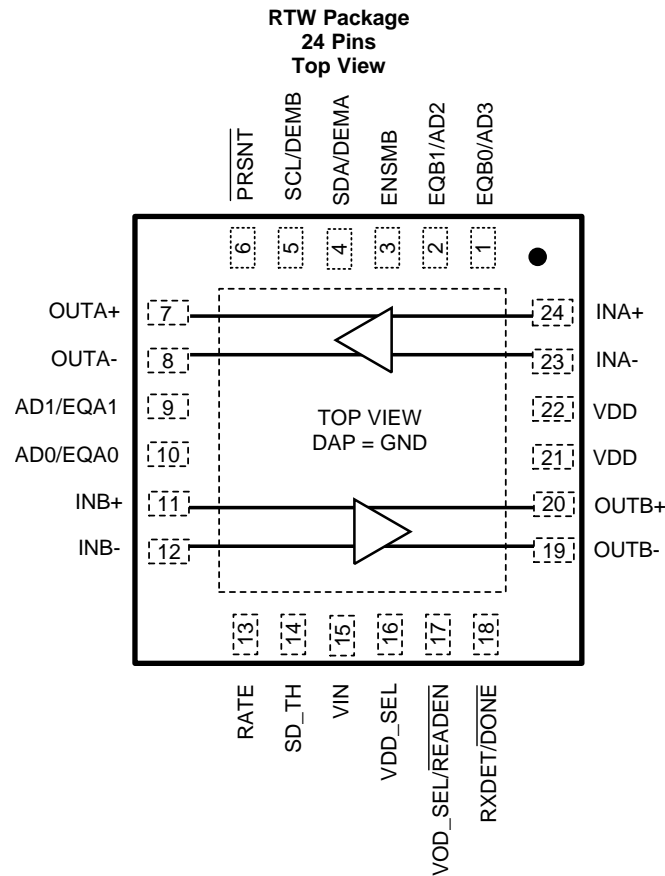 RTW Package
24 Pins
Top View
PRSNT
SCL/DEMB
SDA/DEMA
ENSMB
EQB1/AD2
EQB0/AD3
6
5
4
3
2
1
OUTA+
7
24
INA+
OUTA-
8
23
INA-
AD1/EQA1
9
22
VDD
TOP VIEW
DAP = GND
AD0/EQA0
10
21
VDD
INB+
11
20
OUTB+
INB-
12
19
OUTB-
13
14
15
16
17
18
RATE
SD_TH
VIN
VDD_SEL
VOD_SEL/READEN
RXDET/DONE